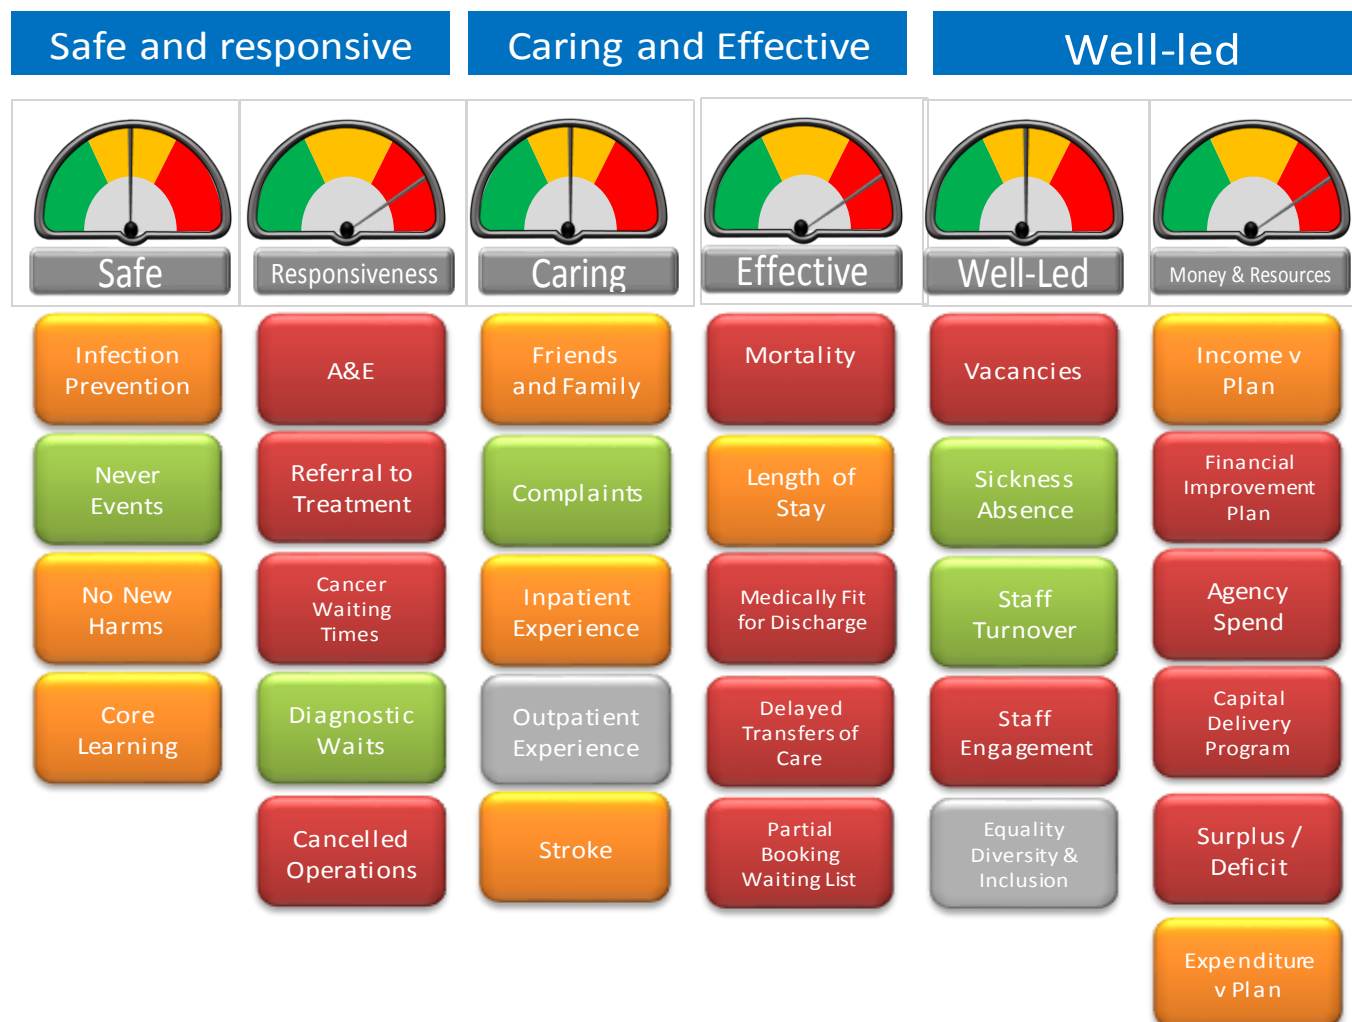 Safe and responsive
Caring and Effective
Well-led
Safe
Responsiveness
Caring
Effective
Well-Led
Money & Resources
Infection
Prevention
Never
Events
No New
Harms
Core
Learning
A&E
Referral to
Treatment
Cancer
Waiting
Times
Diagnostic
Waits
Cancelled
Operations
Friends
and Family
Complaints
Inpatient
Experience
Outpatient
Experience
Stroke
Mortality
Length of
Stay
Medically Fit
for Discharge
Delayed
Transfers of
Care
Partial
Booking
Waiting List
Vacancies
Sickness
Absence
Staff
Turnover
Staff
Engagement
Equality
Diversity &
Inclusion
Income v
Plan
Financial
Improvement
Plan
Agency
Spend
Capital
Delivery
Program
Surplus /
Deficit
Expenditure
v Plan